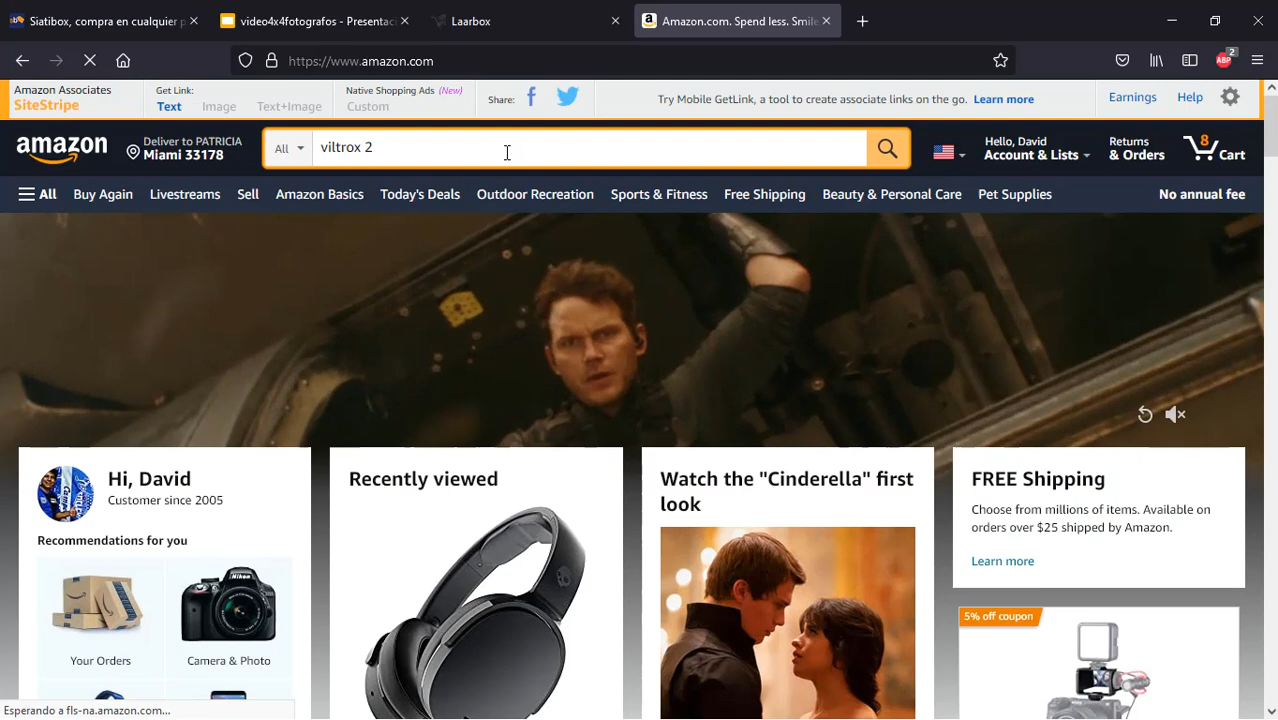 Siatibox, compra en cualquier p
video4x4fotografos - Presentaci
Laarbox
Amazon.com. Spend less. Smile
https://www.amazon.com
2
Amazon Associates
SiteStripe
Get Link:
Text
Image
Text+Image
Native Shopping Ads (New)
Custom
Share:
Try Mobile GetLink, a tool to create associate links on the go. Learn more
Earnings
Help
amazon
Deliver to PATRICIA
Miami 33178
All
viltrox 2
Hello, David
Account & Lists
Returns
& Orders
8
Cart
All
Buy Again
Livestreams
Sell
Amazon Basics
Today's Deals
Outdoor Recreation
Sports & Fitness
Free Shipping
Beauty & Personal Care
Pet Supplies
No annual fee
Hi, David
Customer since 2005
Recommendations for you
Your Orders
Nikon
Camera & Photo
Recently viewed
Watch the "Cinderella" first
look
FREE Shipping
Choose from millions of items. Available on
orders over $25 shipped by Amazon.
Learn more
5% off coupon
Esperando a fls-na.amazon.com...